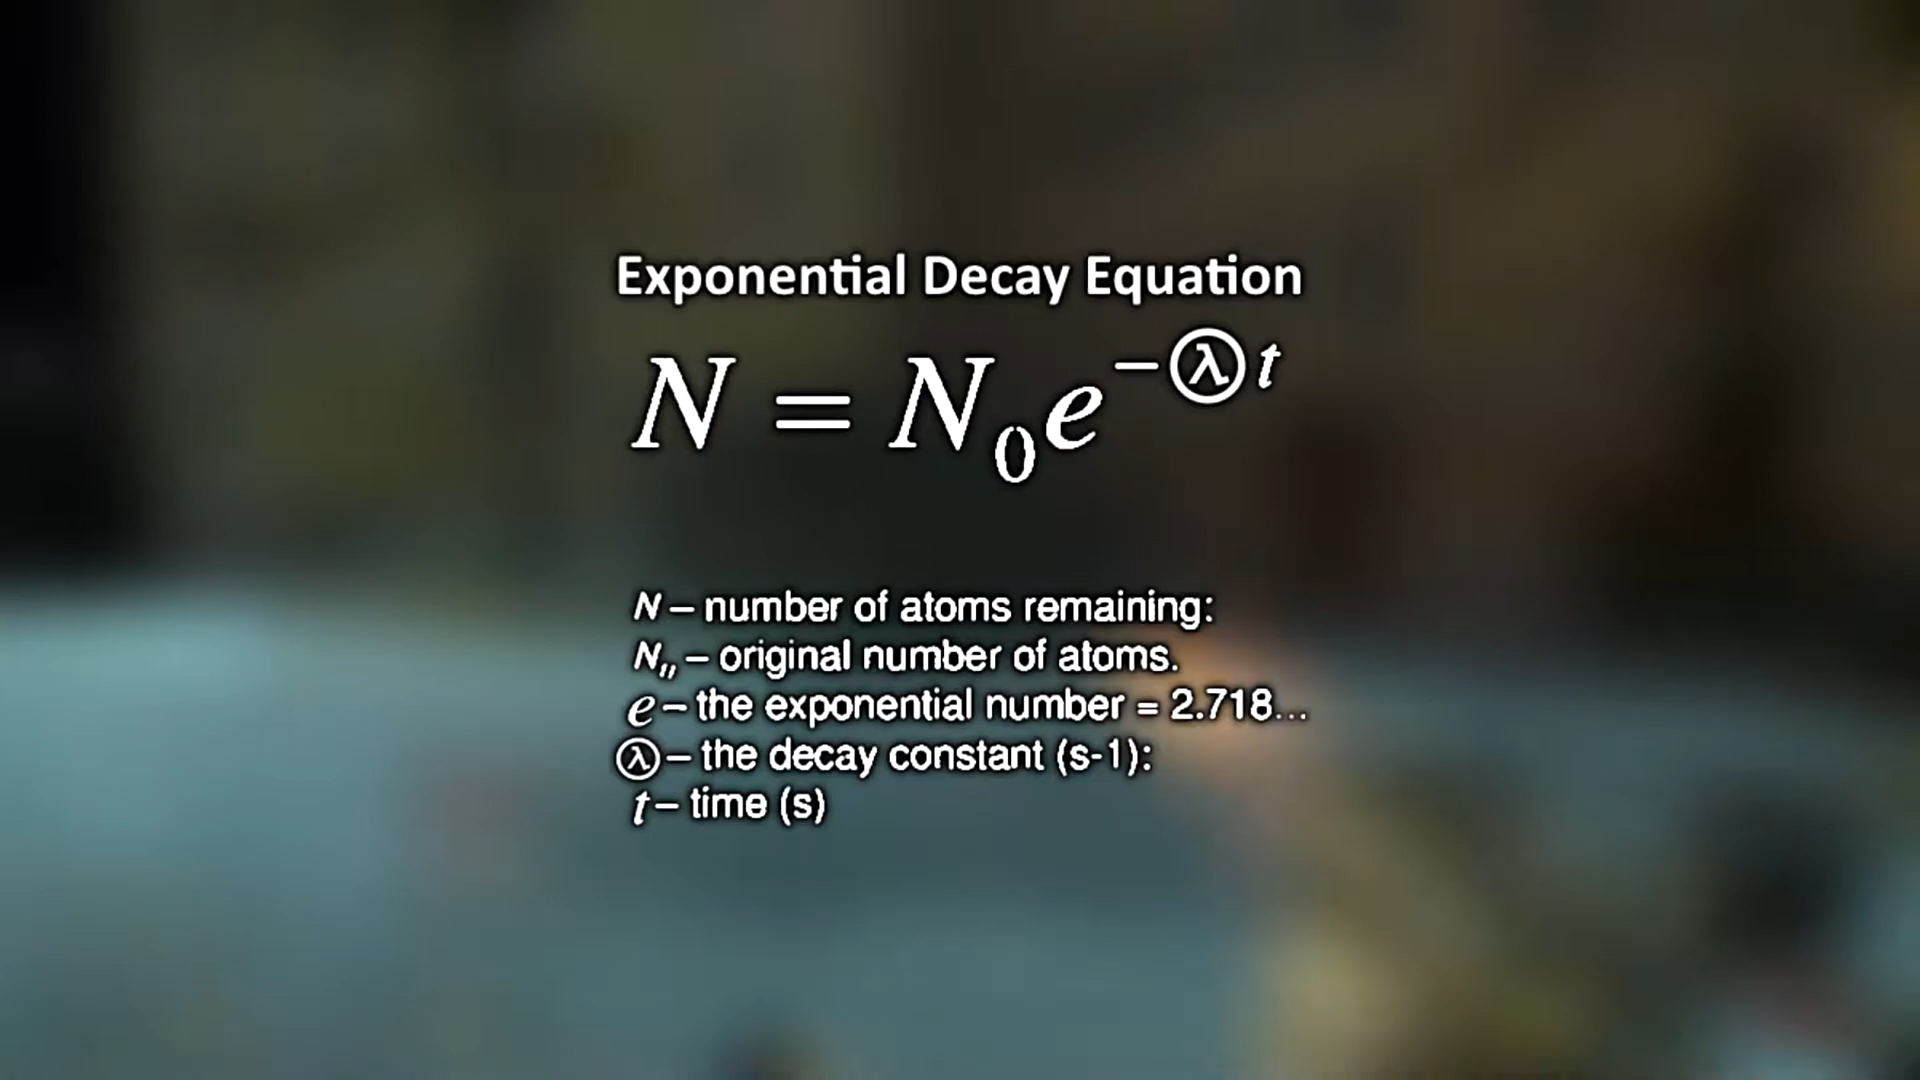 Exponential Decay Equation
N = N₀e^−λt
N – number of atoms remaining:
N,, – original number of atoms.
e – the exponential number = 2.718...
λ – the decay constant (s-1):
t – time (s)